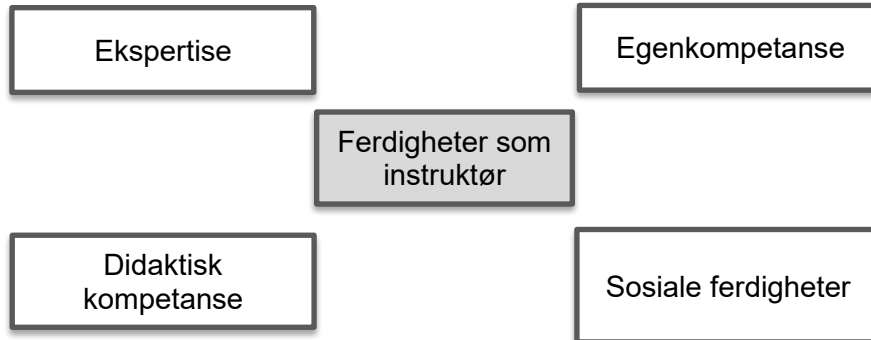 Ekspertise
Egenkompetanse
Ferdigheter som
instruktør
Didaktisk
kompetanse
Sosiale ferdigheter